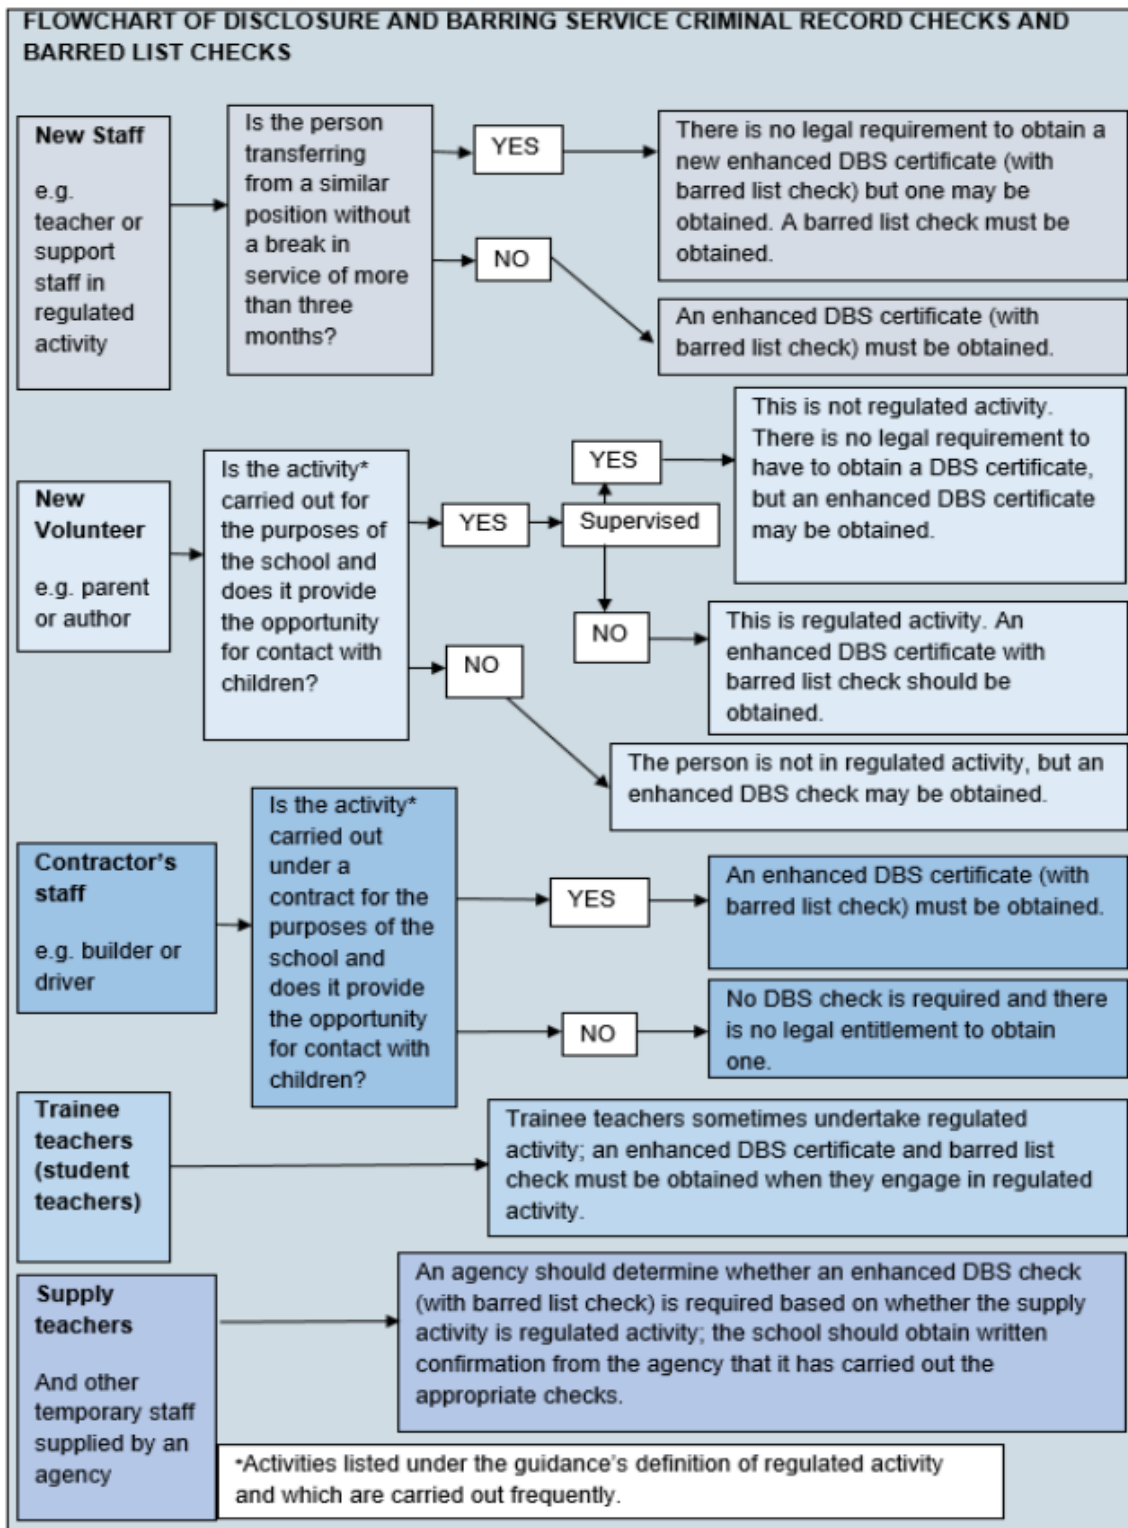 FLOWCHART OF DISCLOSURE AND BARRING SERVICE CRIMINAL RECORD CHECKS AND
BARRED LIST CHECKS
New Staff
e.g.
teacher or
support
staff in
regulated
activity
Is the person
transferring
from a similar
position without
a break in
service of more
than three
months?
YES
There is no legal requirement to obtain a
new enhanced DBS certificate (with
barred list check) but one may be
obtained. A barred list check must be
obtained.
NO
An enhanced DBS certificate (with
barred list check) must be obtained.
New
Volunteer
e.g. parent
or author
Is the activity*
carried out for
the purposes of
the school and
does it provide
the opportunity
for contact with
children?
YES
Supervised
YES
This is not regulated activity.
There is no legal requirement to
have to obtain a DBS certificate,
but an enhanced DBS certificate
may be obtained.
NO
This is regulated activity. An
enhanced DBS certificate with
barred list check should be
obtained.
NO
The person is not in regulated activity, but an
enhanced DBS check may be obtained.
Contractor's
staff
e.g. builder or
driver
Is the activity*
carried out
under a
contract for the
purposes of the
school and
does it provide
the opportunity
for contact with
children?
YES
An enhanced DBS certificate (with
barred list check) must be obtained.
NO
No DBS check is required and there
is no legal entitlement to obtain
one.
Trainee
teachers
(student
teachers)
Trainee teachers sometimes undertake regulated
activity; an enhanced DBS certificate and barred list
check must be obtained when they engage in regulated
activity.
Supply
teachers
And other
temporary staff
supplied by an
agency
An agency should determine whether an enhanced DBS check
(with barred list check) is required based on whether the supply
activity is regulated activity; the school should obtain written
confirmation from the agency that it has carried out the
appropriate checks.
*Activities listed under the guidance's definition of regulated activity
and which are carried out frequently.